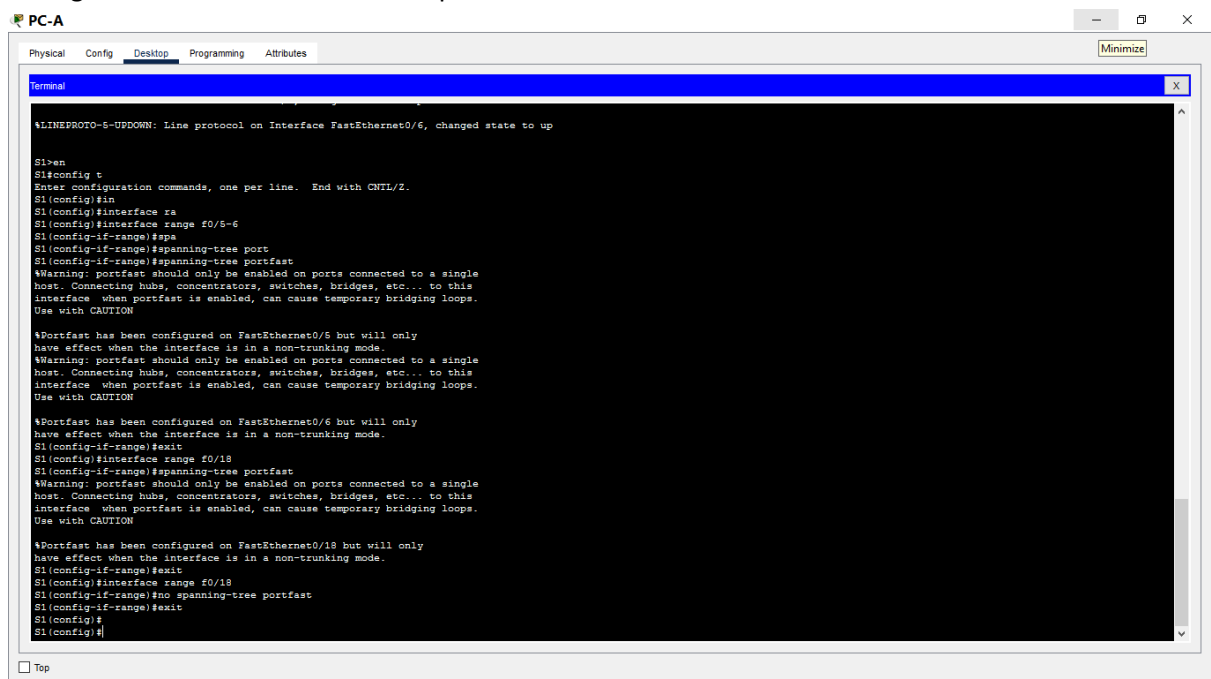 PC-A
Physical Config Desktop Programming Attributes
Minimize
Terminal
X
%LINEPROTO-5-UPDOWN: Line protocol on Interface FastEthernet0/6, changed state to up
S1>en
S1#config t
Enter configuration commands, one per line.  End with CNTL/Z.
S1(config)#in
S1(config)#interface ra
S1(config)#interface range f0/5-6
S1(config-if-range)#spa
S1(config-if-range)#spanning-tree port
S1(config-if-range)#spanning-tree portfast
%Warning: portfast should only be enabled on ports connected to a single
host. Connecting hubs, concentrators, switches, bridges, etc... to this
interface  when portfast is enabled, can cause temporary bridging loops.
Use with CAUTION
%Portfast has been configured on FastEthernet0/5 but will only
have effect when the interface is in a non-trunking mode.
%Warning: portfast should only be enabled on ports connected to a single
host. Connecting hubs, concentrators, switches, bridges, etc... to this
interface  when portfast is enabled, can cause temporary bridging loops.
Use with CAUTION
%Portfast has been configured on FastEthernet0/6 but will only
have effect when the interface is in a non-trunking mode.
S1(config-if-range)#exit
S1(config)#interface range f0/18
S1(config-if-range)#spanning-tree portfast
%Warning: portfast should only be enabled on ports connected to a single
host. Connecting hubs, concentrators, switches, bridges, etc... to this
interface  when portfast is enabled, can cause temporary bridging loops.
Use with CAUTION
%Portfast has been configured on FastEthernet0/18 but will only
have effect when the interface is in a non-trunking mode.
S1(config-if-range)#exit
S1(config)#interface range f0/18
S1(config-if-range)#no spanning-tree portfast
S1(config-if-range)#exit
S1(config)#
S1(config)#
Top